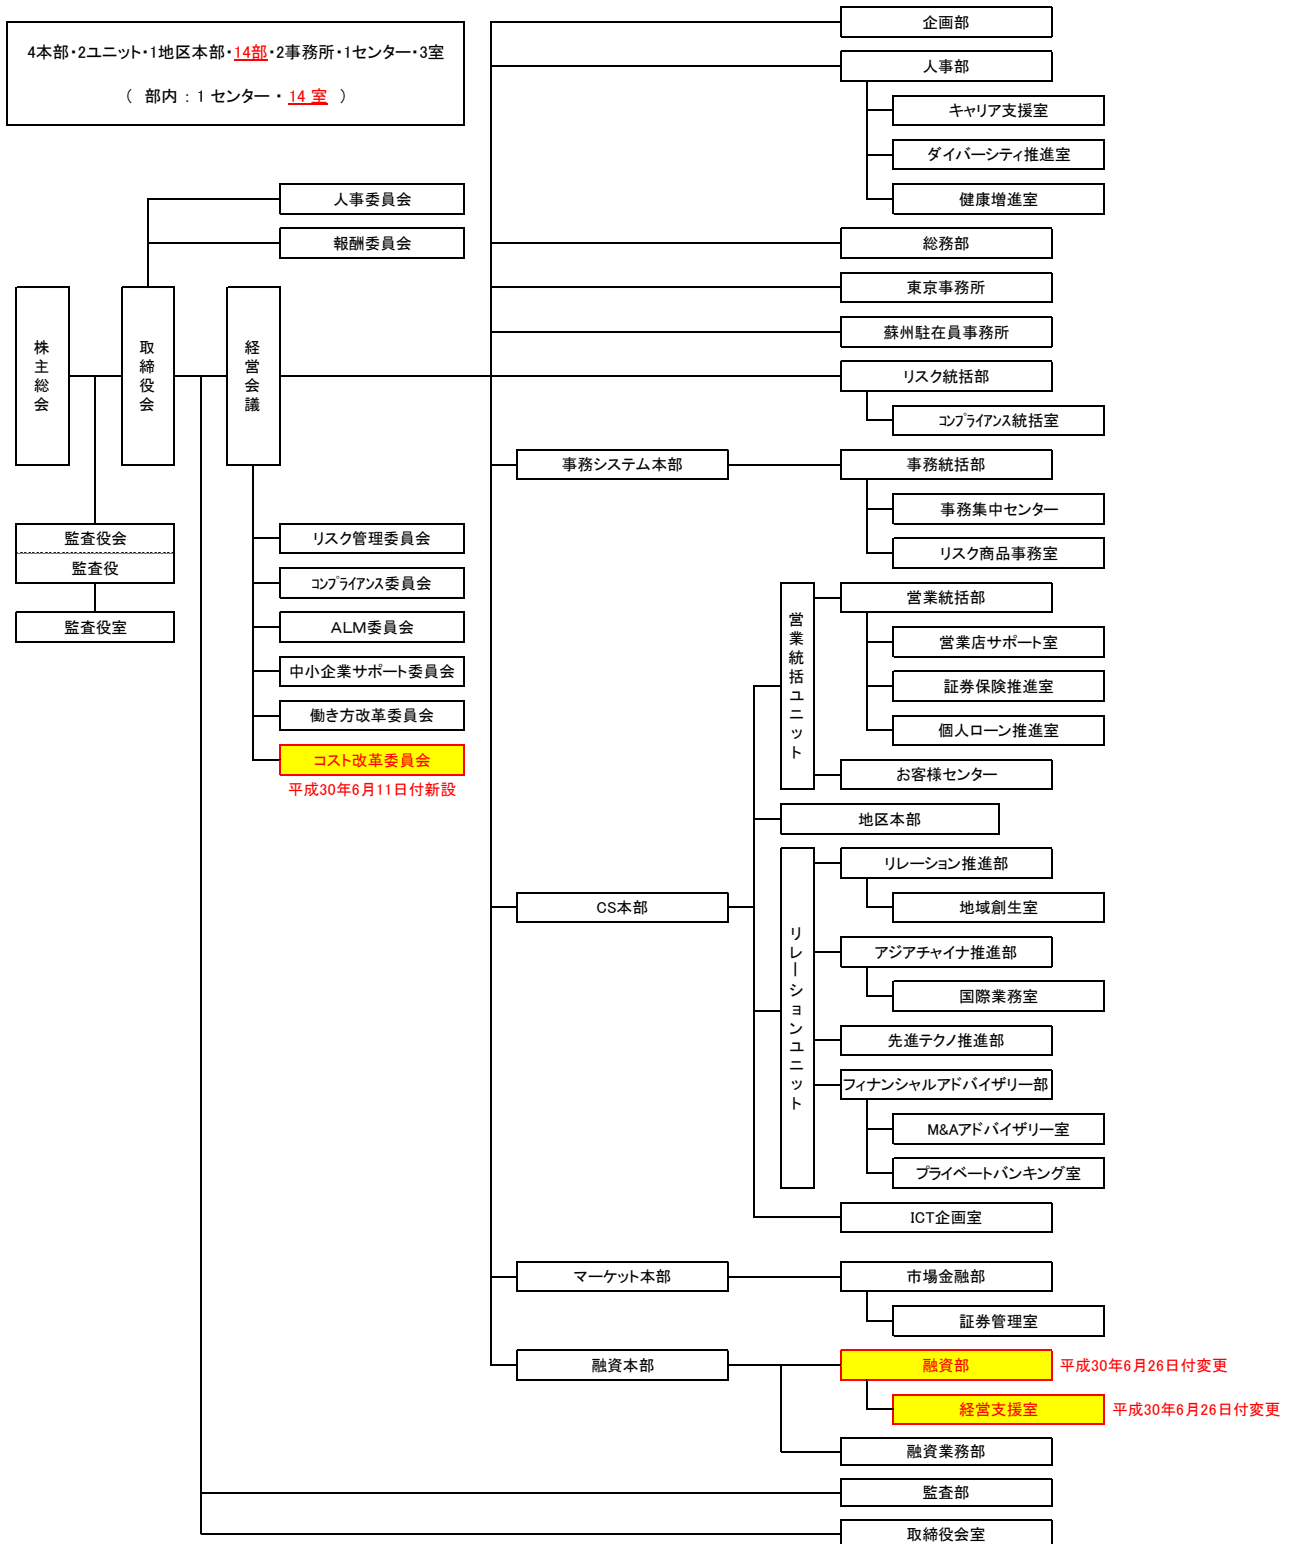 4本部・2ユニット・1地区本部・14部・2事務所・1センター・3室
（ 部内 ： 1 センター ・ 14 室 ）
人事委員会
報酬委員会
株主総会
取締役会
経営会議
監査役会
監査役
監査役室
リスク管理委員会
コンプライアンス委員会
ALM委員会
中小企業サポート委員会
働き方改革委員会
コスト改革委員会
平成30年6月11日付新設
企画部
人事部
キャリア支援室
ダイバーシティ推進室
健康増進室
総務部
東京事務所
蘇州駐在員事務所
リスク統括部
コンプライアンス統括室
事務システム本部
事務統括部
事務集中センター
リスク商品事務室
CS本部
営業統括ユニット
営業統括部
営業店サポート室
証券保険推進室
個人ローン推進室
お客様センター
地区本部
リレーションユニット
リレーション推進部
地域創生室
アジアチャイナ推進部
国際業務室
先進テクノ推進部
フィナンシャルアドバイザリー部
M&Aアドバイザリー室
プライベートバンキング室
ICT企画室
マーケット本部
市場金融部
証券管理室
融資本部
融資部
平成30年6月26日付変更
経営支援室
平成30年6月26日付変更
融資業務部
監査部
取締役会室